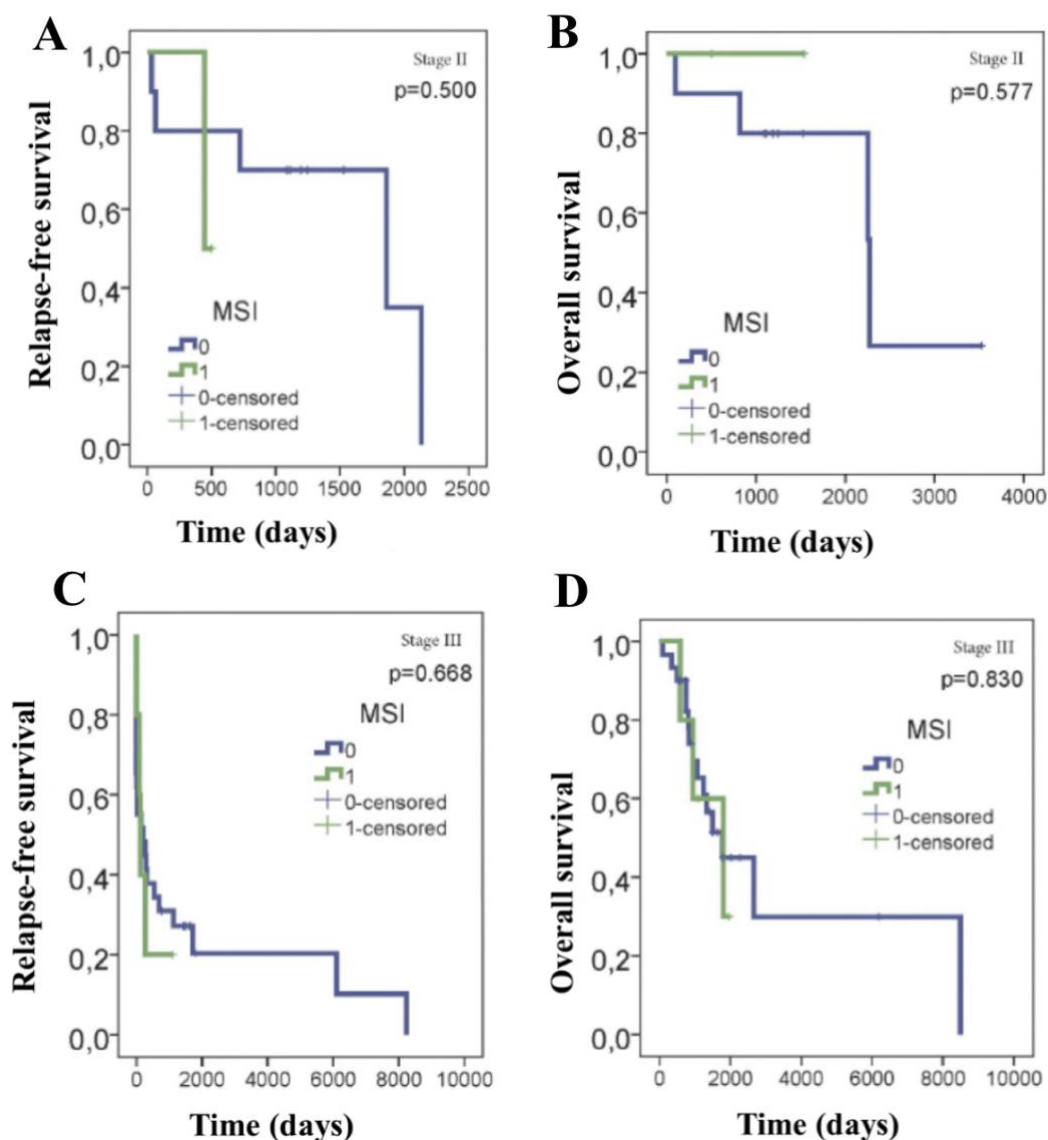 A
Relapse-free survival
1,0
0,8
0,6
0,4
0,2
0,0
Stage II
p=0.500
MSI
0
1
0-censored
1-censored
0 500 1000 1500 2000 2500
Time (days)
B
Overall survival
1,0
0,8
0,6
0,4
0,2
0,0
Stage II
p=0.577
MSI
0
1
0-censored
1-censored
0 1000 2000 3000 4000
Time (days)
C
Relapse-free survival
1,0
0,8
0,6
0,4
0,2
0,0
Stage III
p=0.668
MSI
0
1
0-censored
1-censored
0 2000 4000 6000 8000 10000
Time (days)
D
Overall survival
1,0
0,8
0,6
0,4
0,2
0,0
Stage III
p=0.830
MSI
0
1
0-censored
1-censored
0 2000 4000 6000 8000 10000
Time (days)